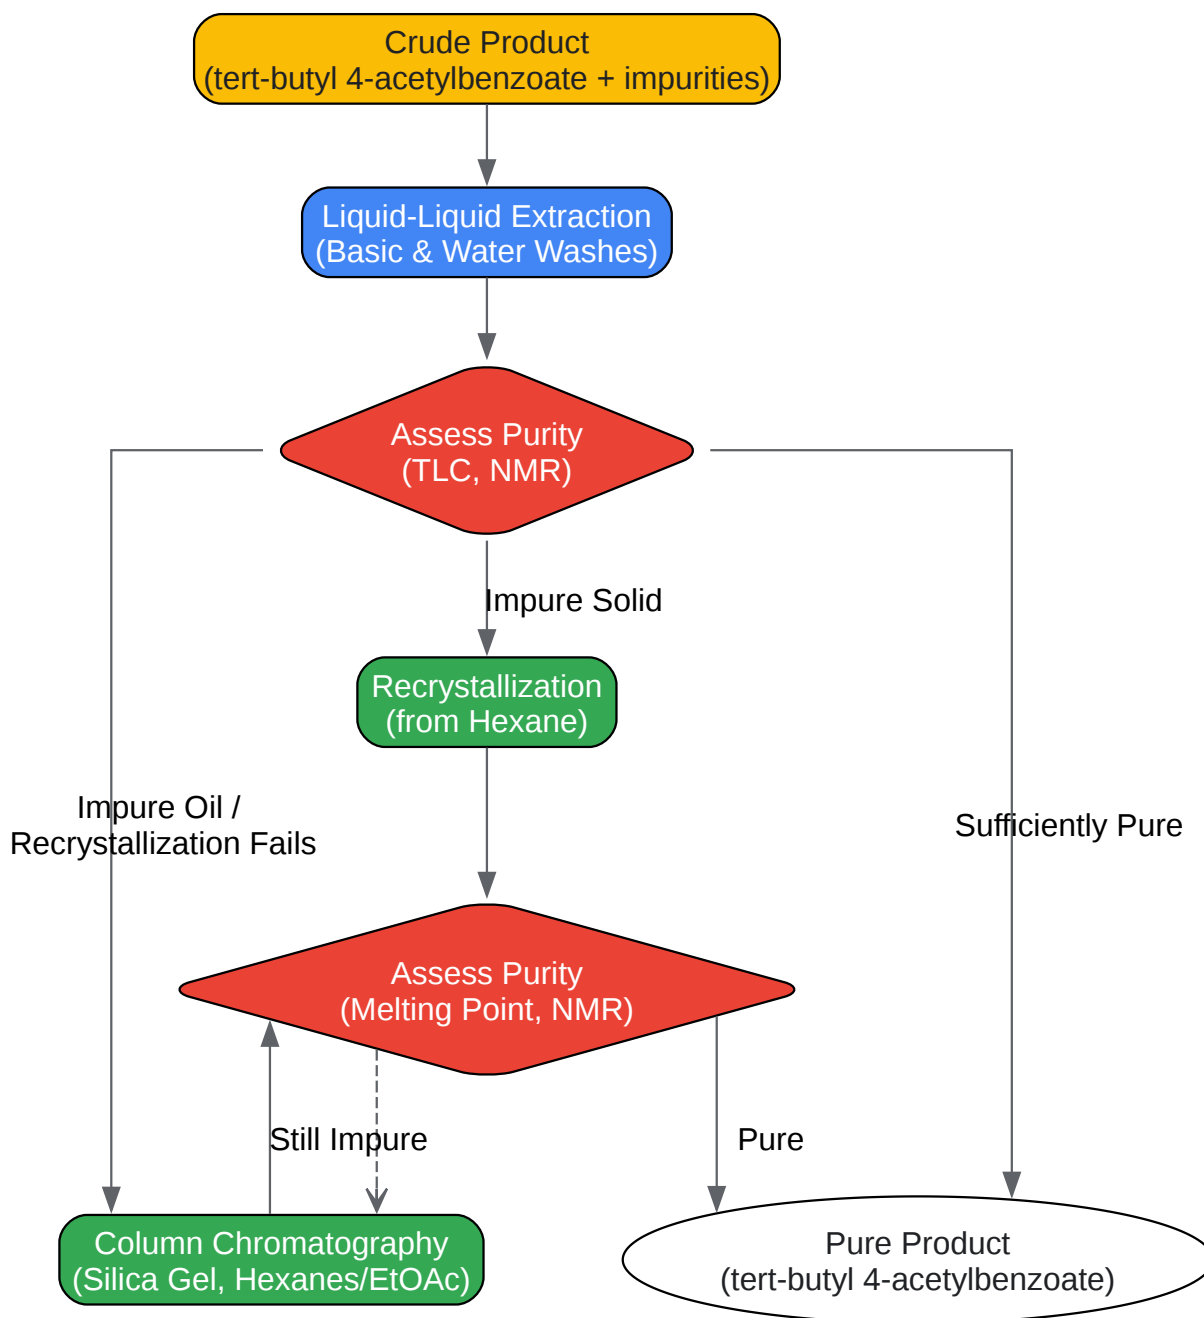 Crude Product
(tert-butyl 4-acetylbenzoate + impurities)
Liquid-Liquid Extraction
(Basic & Water Washes)
Assess Purity
(TLC, NMR)
Impure Solid
Recrystallization
(from Hexane)
Impure Oil /
Recrystallization Fails
Sufficiently Pure
Assess Purity
(Melting Point, NMR)
Still Impure
Pure
Column Chromatography
(Silica Gel, Hexanes/EtOAc)
Pure Product
(tert-butyl 4-acetylbenzoate)